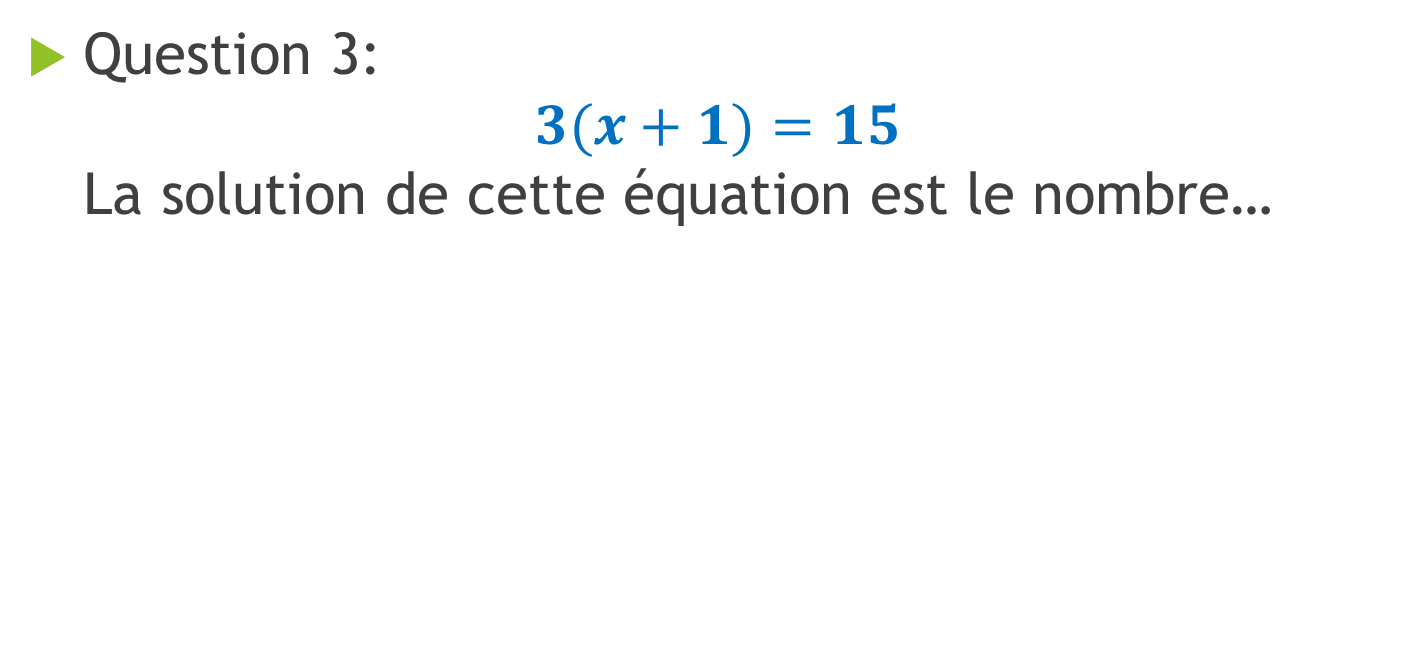 Question 3:
3(x + 1) = 15
La solution de cette équation est le nombre…